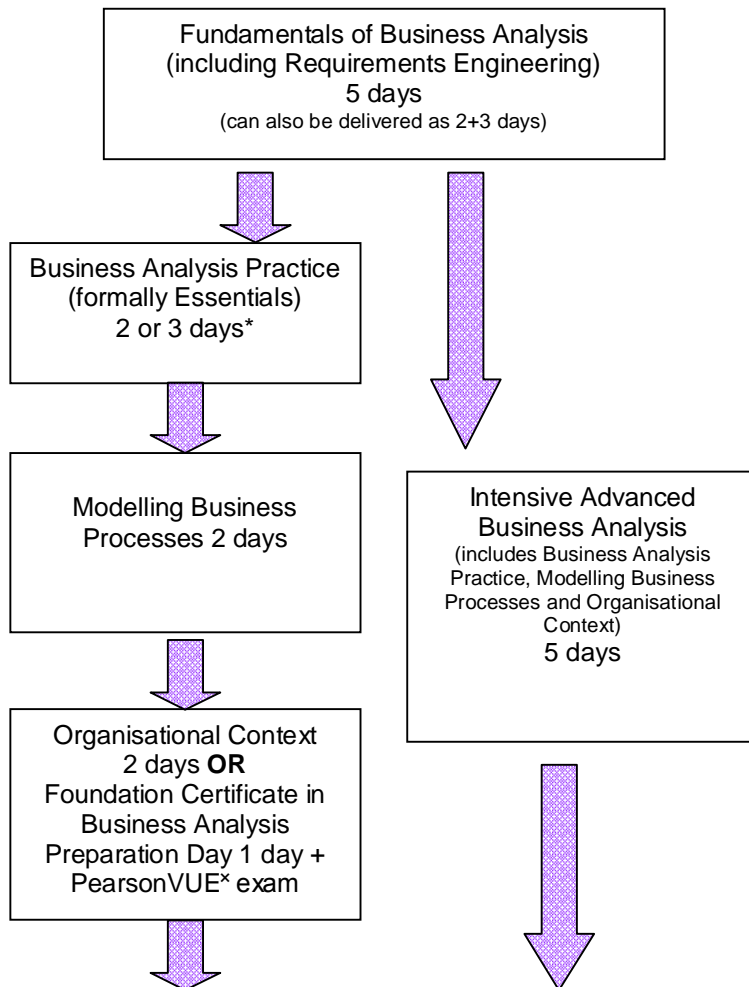 Fundamentals of Business Analysis
(including Requirements Engineering)
5 days
(can also be delivered as 2+3 days)
Business Analysis Practice
(formally Essentials)
2 or 3 days*
Modelling Business
Processes 2 days
Intensive Advanced
Business Analysis
(includes Business Analysis
Practice, Modelling Business
Processes and Organisational
Context)
5 days
Organisational Context
2 days OR
Foundation Certificate in
Business Analysis
Preparation Day 1 day +
PearsonVUEˣ exam